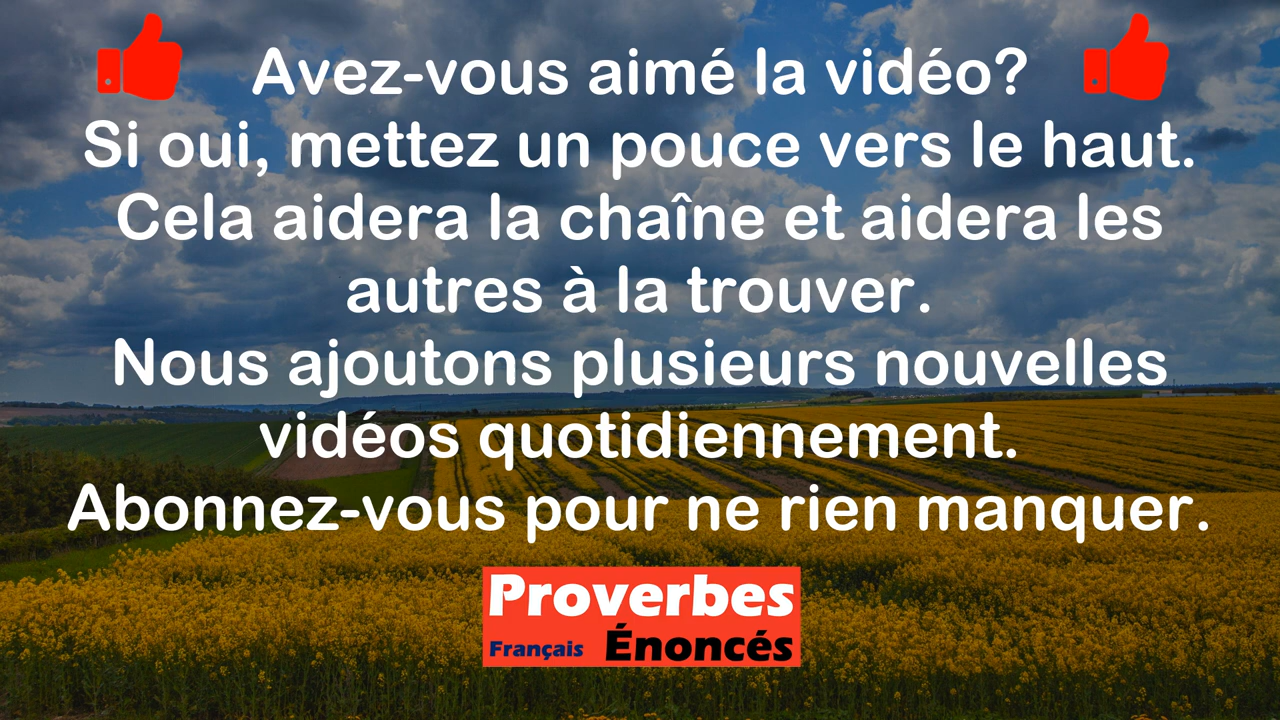 Avez-vous aimé la vidéo?
Si oui, mettez un pouce vers le haut.
Cela aidera la chaîne et aidera les
autres à la trouver.
Nous ajoutons plusieurs nouvelles
vidéos quotidiennement.
Abonnez-vous pour ne rien manquer.
Proverbes
Français Énoncés